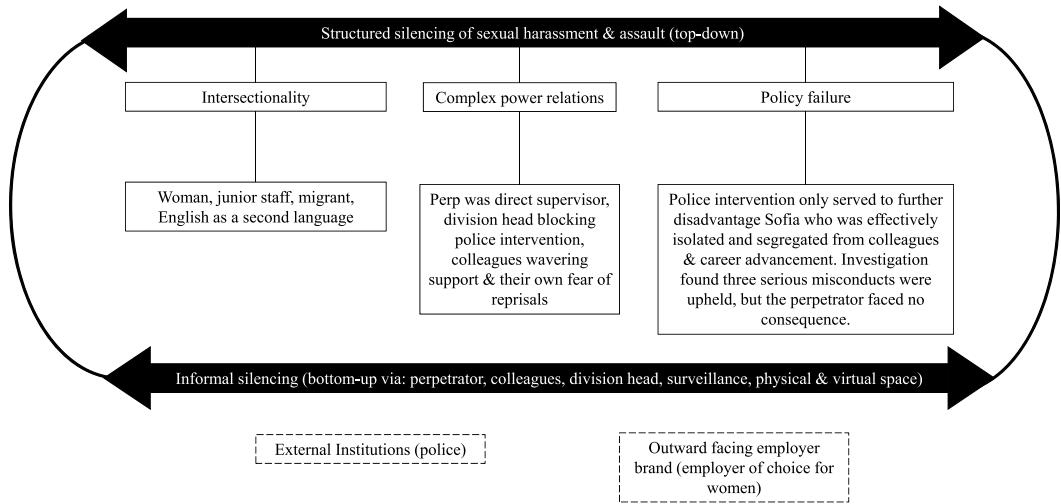 Structured silencing of sexual harassment & assault (top-down)
Intersectionality
Complex power relations
Policy failure
Woman, junior staff, migrant,
English as a second language
Perp was direct supervisor,
division head blocking
police intervention,
colleagues wavering
support & their own fear of
reprisals
Police intervention only served to further
disadvantage Sofia who was effectively
isolated and segregated from colleagues
& career advancement. Investigation
found three serious misconducts were
upheld, but the perpetrator faced no
consequence.
Informal silencing (bottom-up via: perpetrator, colleagues, division head, surveillance, physical & virtual space)
External Institutions (police)
Outward facing employer
brand (employer of choice for
women)